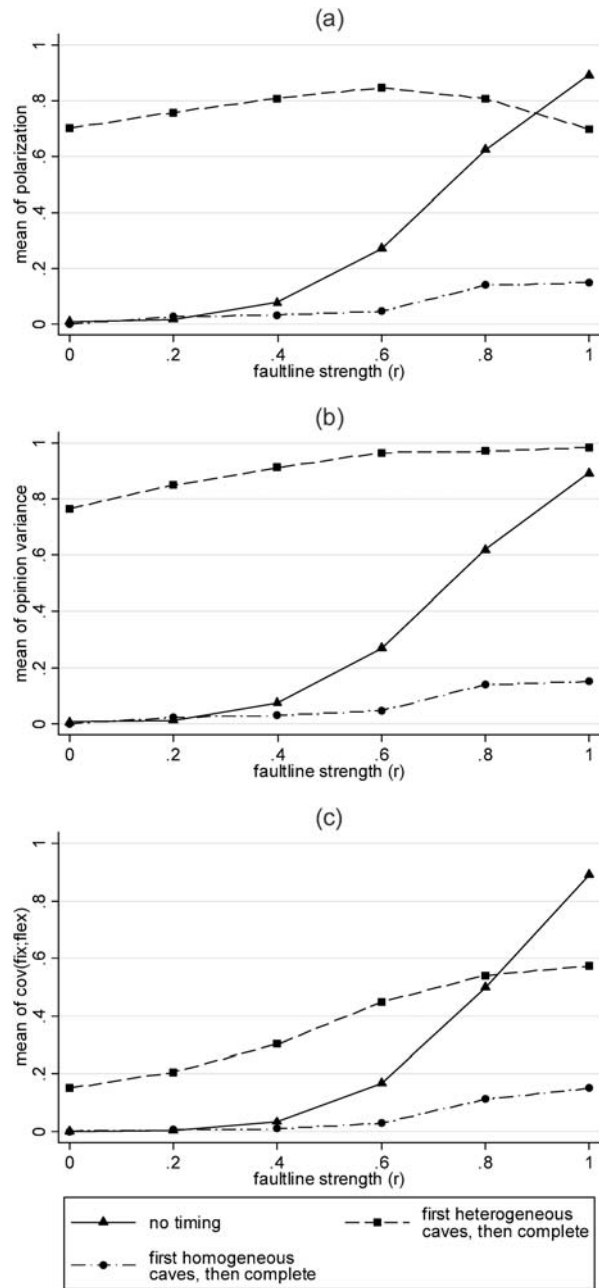 (a)
mean of polarization
0 .2 .4 .6 .8 1
0 .2 .4 .6 .8 1
faultline strength (r)
(b)
mean of opinion variance
0 .2 .4 .6 .8 1
0 .2 .4 .6 .8 1
faultline strength (r)
(c)
mean of cov(fix;flex)
0 .2 .4 .6 .8 1
0 .2 .4 .6 .8 1
faultline strength (r)
no timing
first heterogeneous
caves, then complete
first homogeneous
caves, then complete